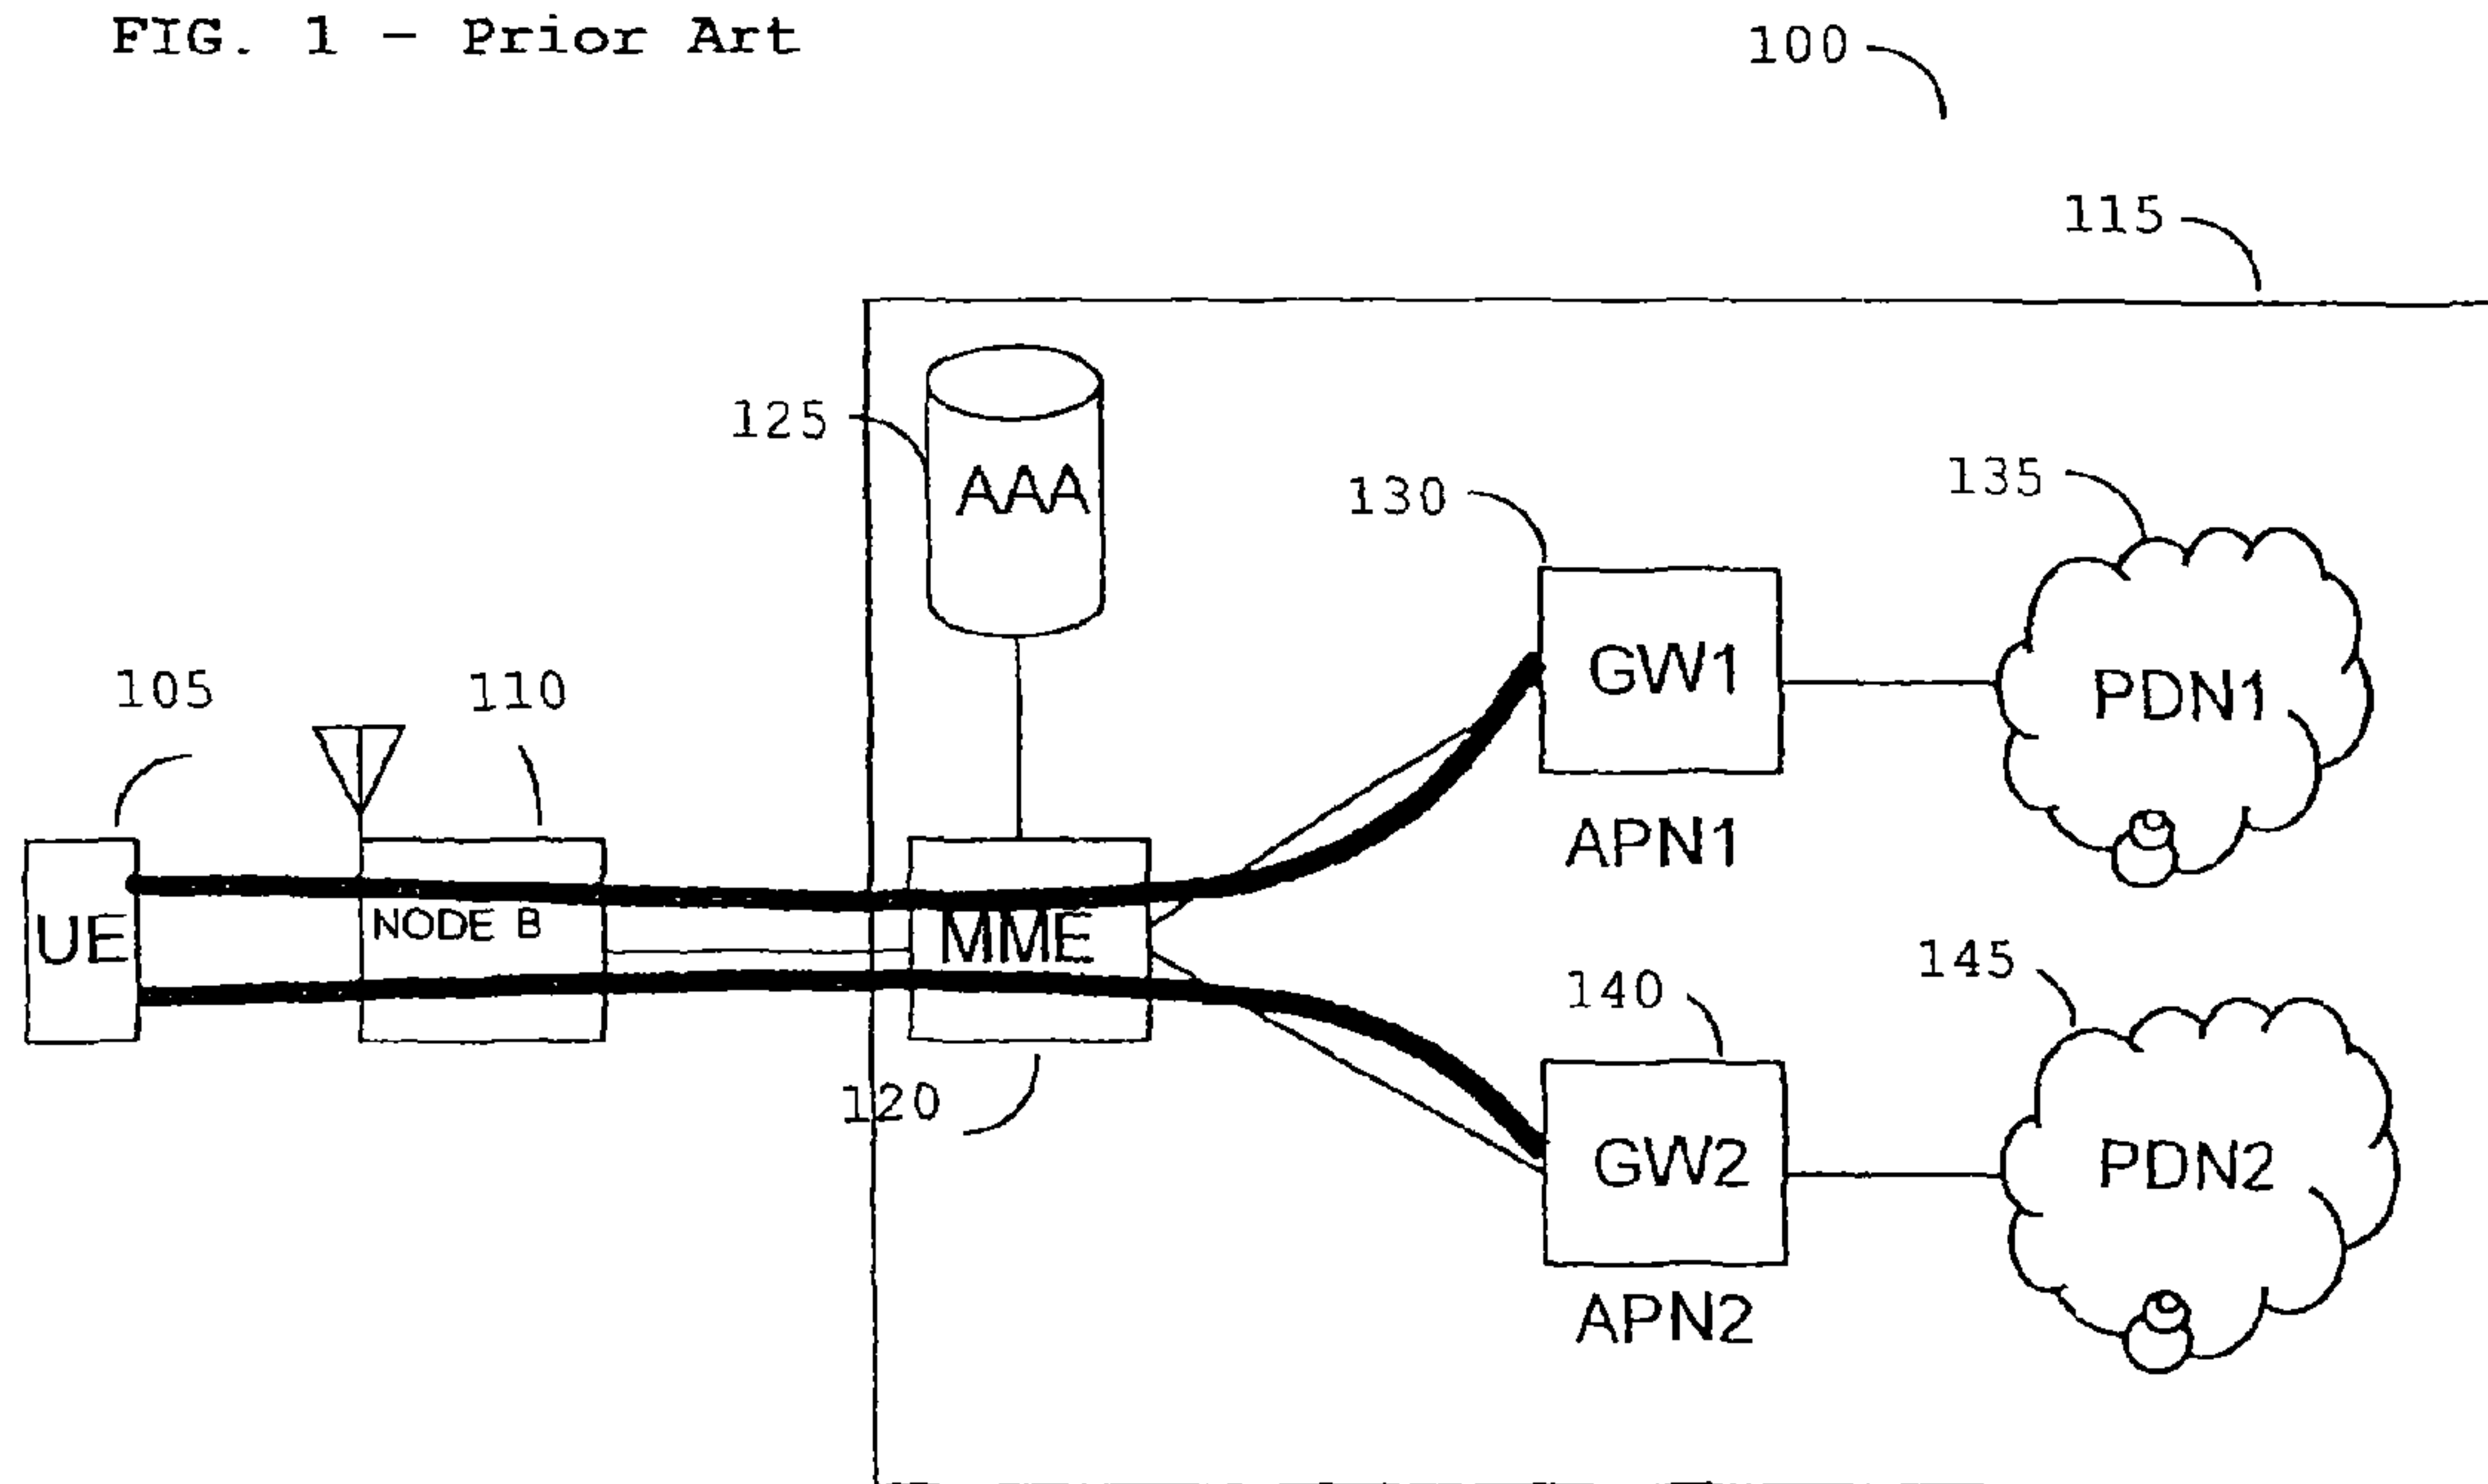 FIG. 1 - Prior Art
100
115
125
AAA
130
135
GW1
PDN1
105
110
APN1
UE
NODE B
MME
140
145
120
GW2
PDN2
APN2